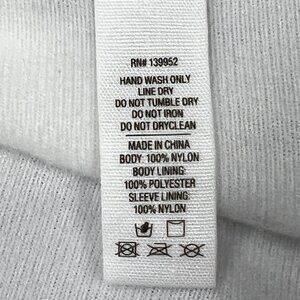 RN# 139952
HAND WASH ONLY
LINE DRY
DO NOT TUMBLE DRY
DO NOT IRON
DO NOT DRYCLEAN
MADE IN CHINA
BODY: 100% NYLON
BODY LINING:
100% POLYESTER
SLEEVE LINING:
100% NYLON